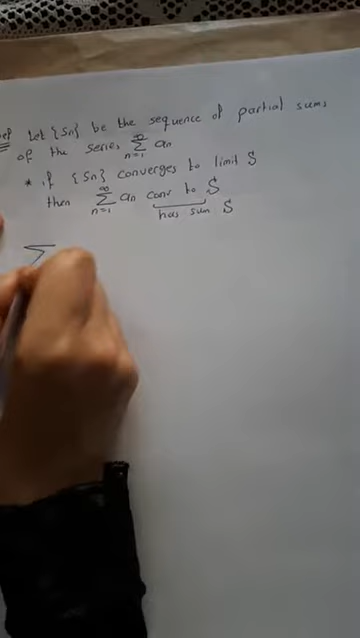 ef Let {Sn} be the sequence of partial sums
of the series ∞ Σ n=1 an
* if {Sn} converges to limit S
then ∞ Σ n=1 an conv to S
has sum S
Σ